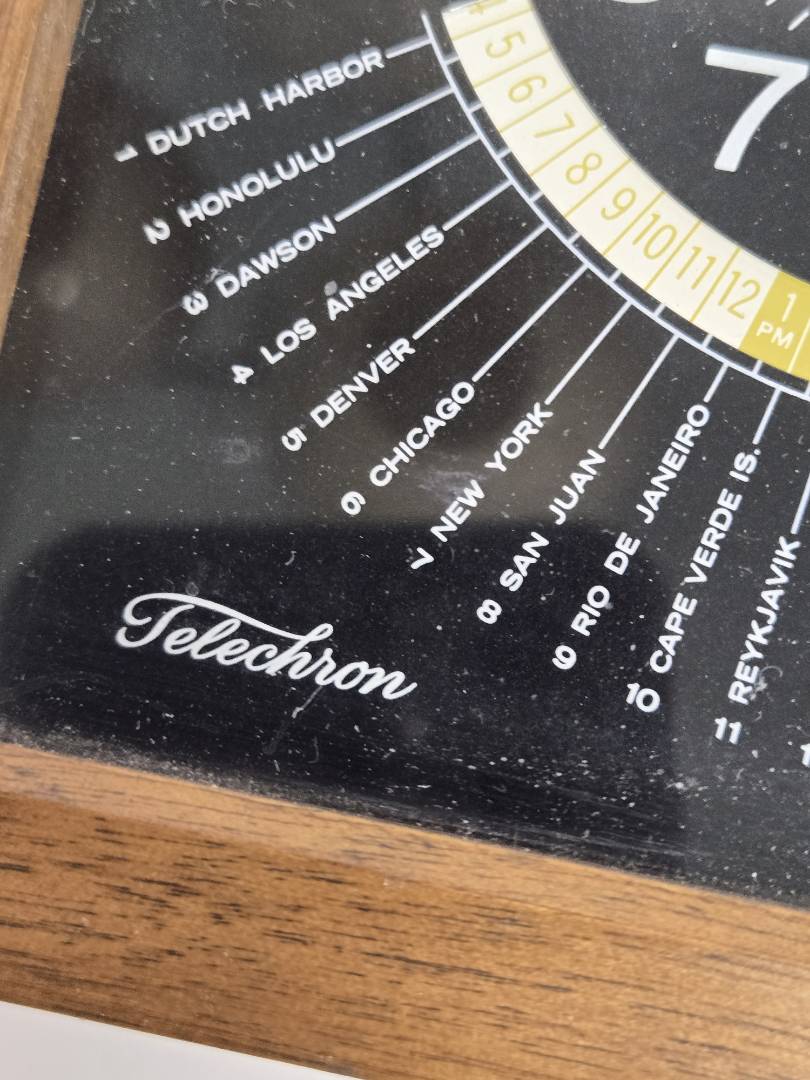 1 DUTCH HARBOR
2 HONOLULU
3 DAWSON
4 LOS ANGELES
5 DENVER
6 CHICAGO
7 NEW YORK
8 SAN JUAN
9 RIO DE JANEIRO
10 CAPE VERDE IS.
11 REYKJAVIK
4 5 6 7 8 9 10 11 12 1 PM
7
Telechron